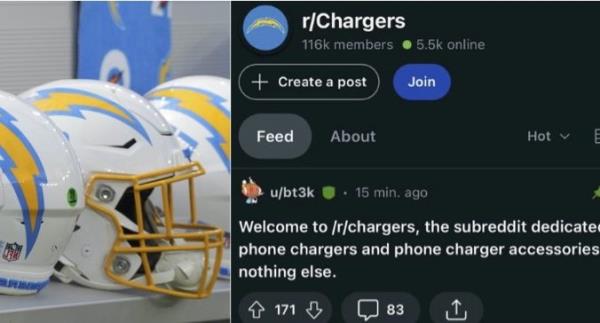 r/Chargers
116k members 5.5k online
+ Create a post Join
Feed About Hot
u/bt3k · 15 min. ago
Welcome to /r/chargers, the subreddit dedicated
phone chargers and phone charger accessories
nothing else.
171 83
NFL